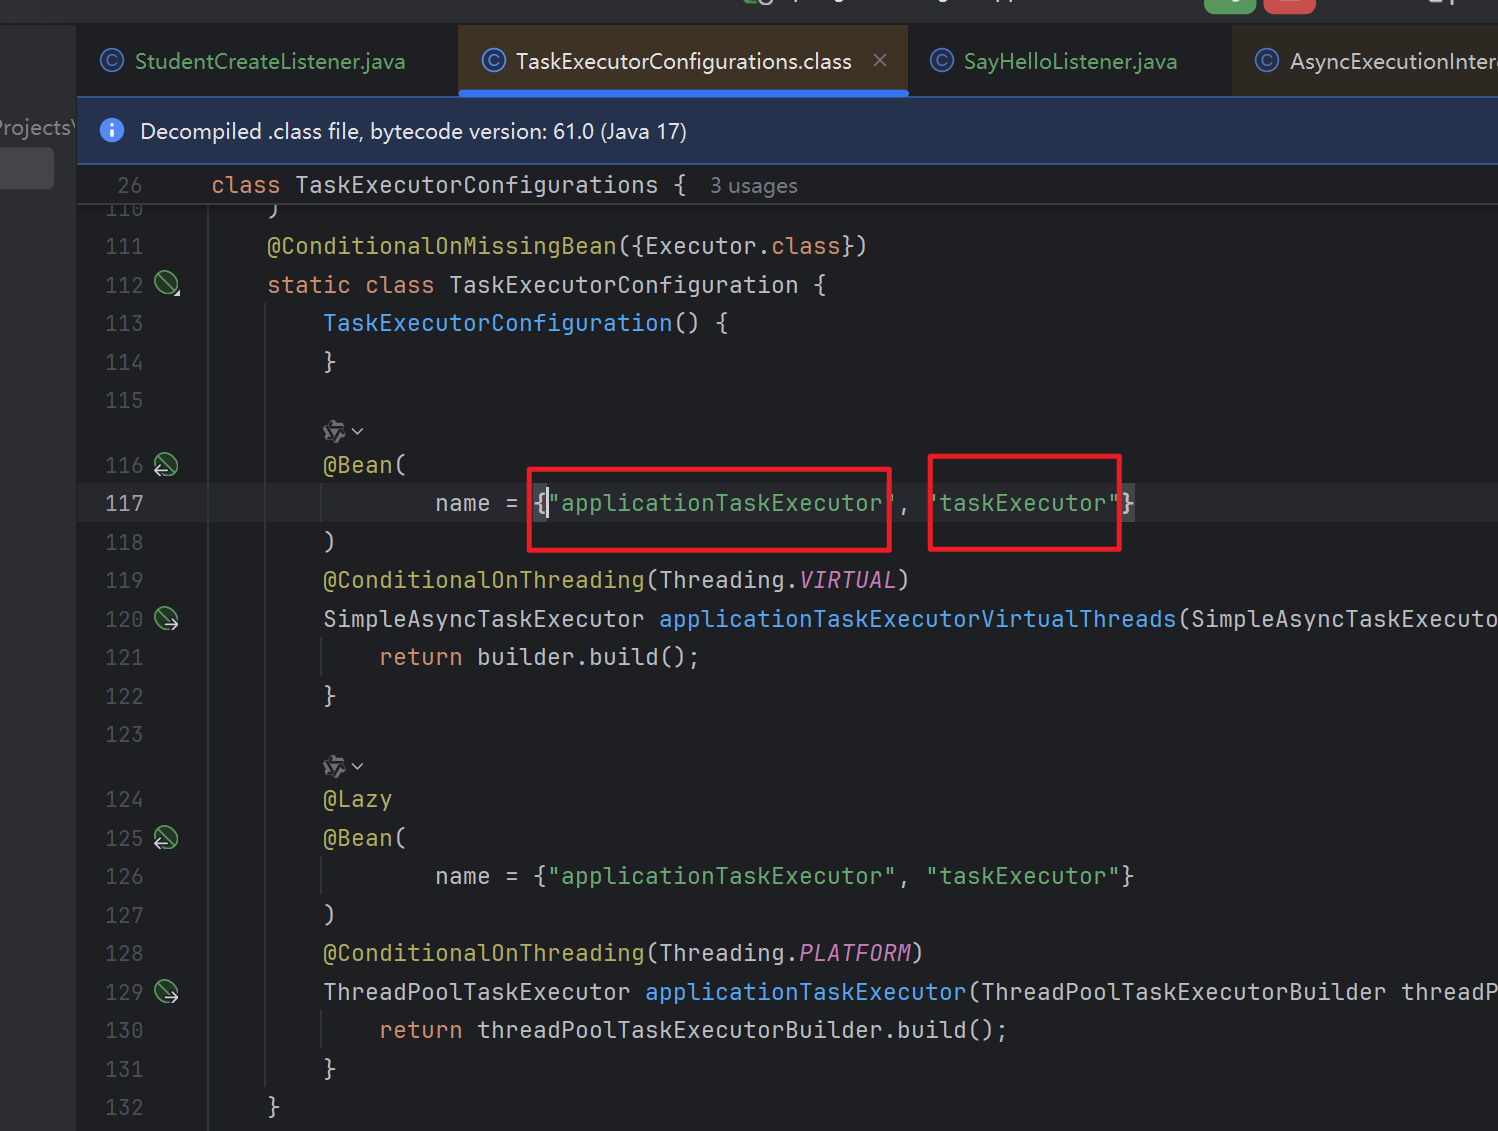 StudentCreateListener.java
TaskExecutorConfigurations.class
SayHelloListener.java
Projects\
Decompiled .class file, bytecode version: 61.0 (Java 17)
26 class TaskExecutorConfigurations { 3 usages
110 )
111 @ConditionalOnMissingBean({Executor.class})
112 static class TaskExecutorConfiguration {
113 TaskExecutorConfiguration() {
114 }
115
116 @Bean(
117 name = {"applicationTaskExecutor", "taskExecutor"}
118 )
119 @ConditionalOnThreading(Threading.VIRTUAL)
120 SimpleAsyncTaskExecutor applicationTaskExecutorVirtualThreads(SimpleAsyncTaskExecuto
121 return builder.build();
122 }
123
124 @Lazy
125 @Bean(
126 name = {"applicationTaskExecutor", "taskExecutor"}
127 )
128 @ConditionalOnThreading(Threading.PLATFORM)
129 ThreadPoolTaskExecutor applicationTaskExecutor(ThreadPoolTaskExecutorBuilder threadP
130 return threadPoolTaskExecutorBuilder.build();
131 }
132 }